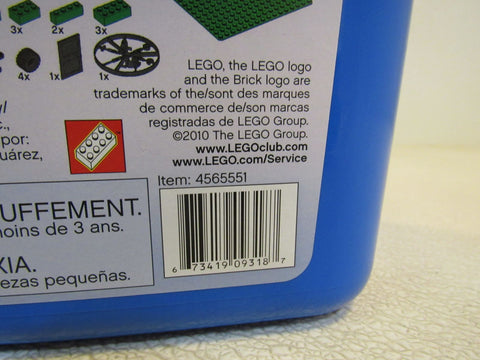 3x 2x 3x
4x 1x 1x
LEGO, the LEGO logo
and the Brick logo are
trademarks of the/sont des marques
de commerce de/son marcas
registradas de LEGO Group.
©2010 The LEGO Group.
www.LEGOclub.com
www.LEGO.com/Service
por:
uárez,
Item: 4565551
6 73419 09318 7
UFFEMENT.
oins de 3 ans.
XIA.
ezas pequeñas.